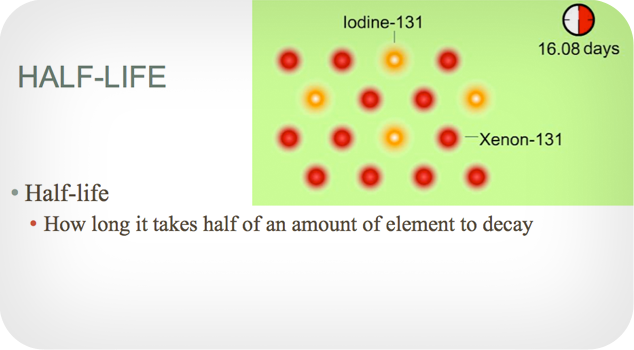 Iodine-131
16.08 days
HALF-LIFE
Xenon-131
• Half-life
• How long it takes half of an amount of element to decay